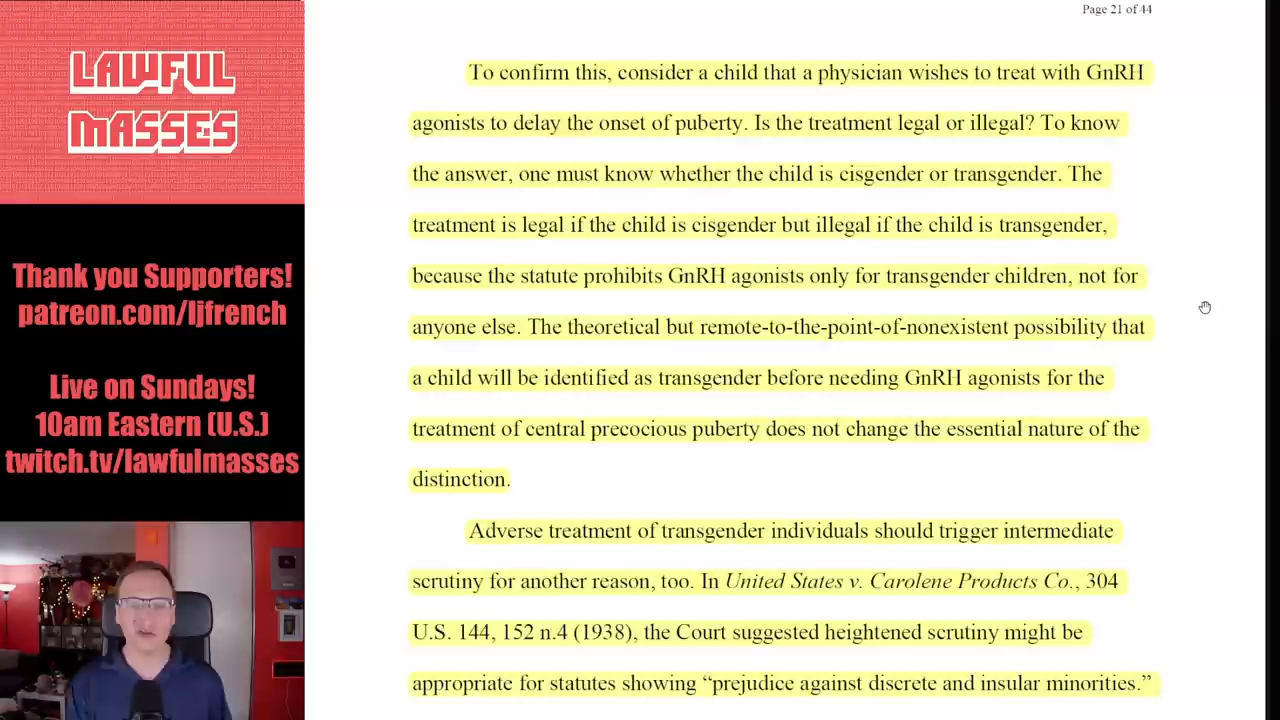 LAWFUL
MASSES
Thank you Supporters!
patreon.com/ljfrench
Live on Sundays!
10am Eastern (U.S.)
twitch.tv/lawfulmasses
Page 21 of 44
To confirm this, consider a child that a physician wishes to treat with GnRH
agonists to delay the onset of puberty. Is the treatment legal or illegal? To know
the answer, one must know whether the child is cisgender or transgender. The
treatment is legal if the child is cisgender but illegal if the child is transgender,
because the statute prohibits GnRH agonists only for transgender children, not for
anyone else. The theoretical but remote-to-the-point-of-nonexistent possibility that
a child will be identified as transgender before needing GnRH agonists for the
treatment of central precocious puberty does not change the essential nature of the
distinction.
Adverse treatment of transgender individuals should trigger intermediate
scrutiny for another reason, too. In United States v. Carolene Products Co., 304
U.S. 144, 152 n.4 (1938), the Court suggested heightened scrutiny might be
appropriate for statutes showing “prejudice against discrete and insular minorities.”